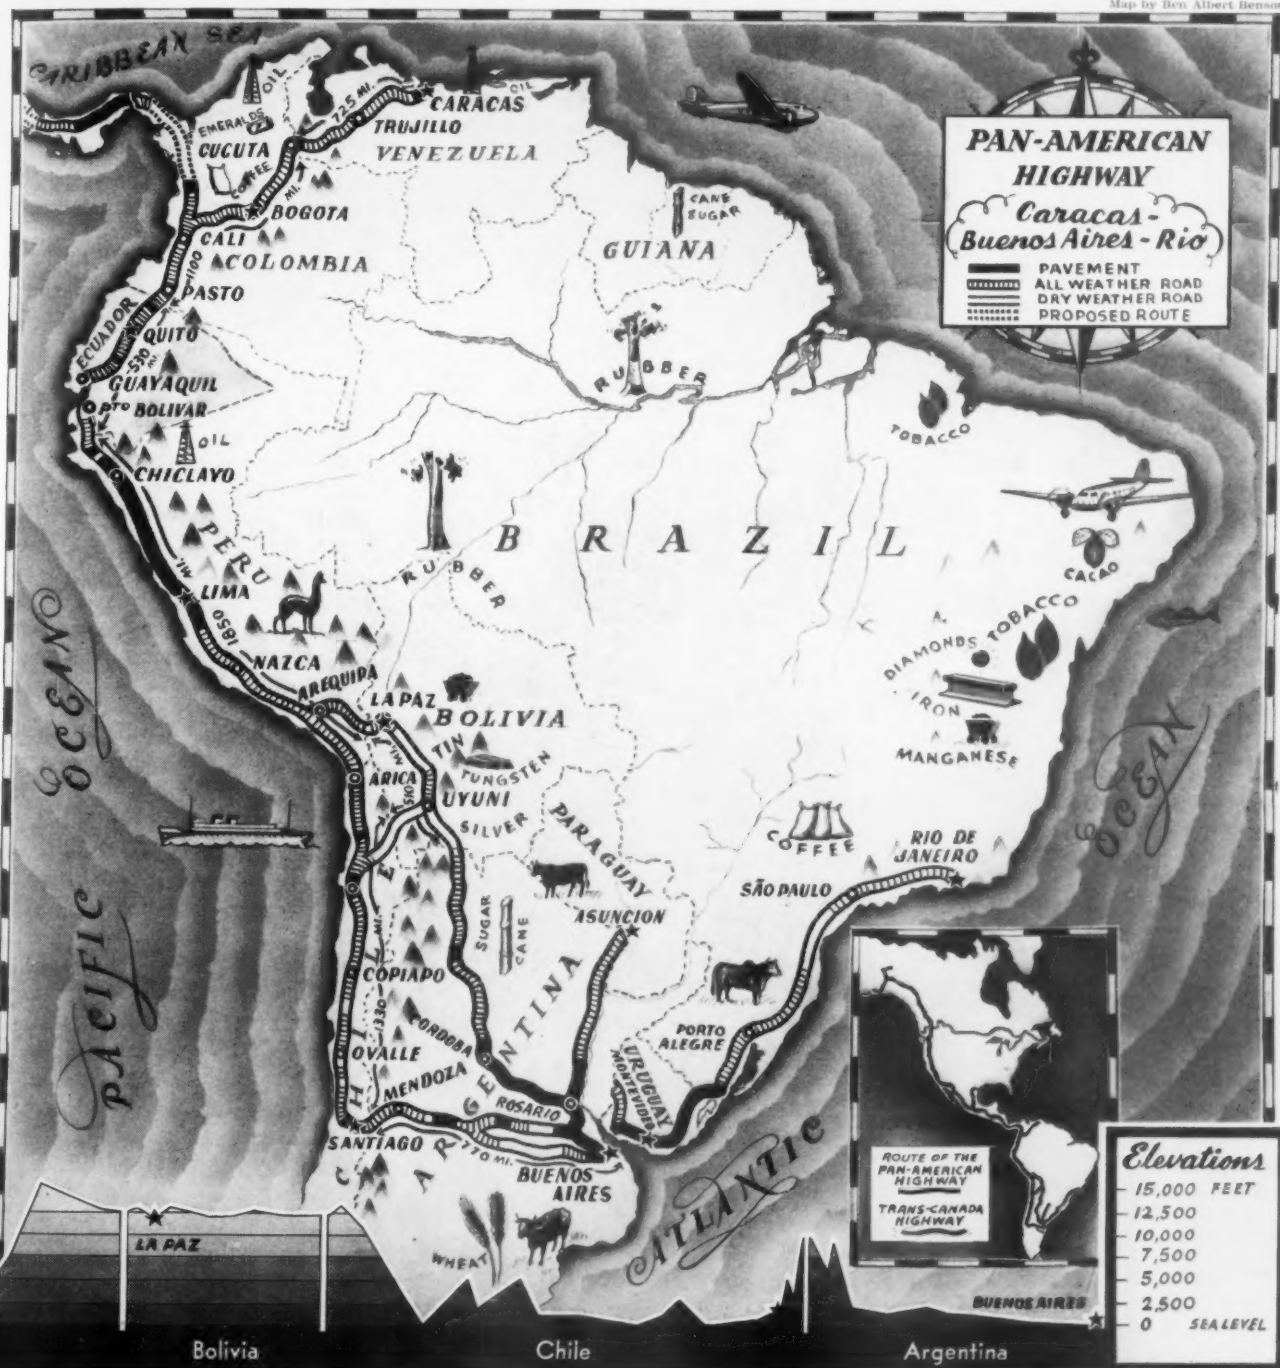 Map by Ben Albert Benson
CARIBBEAN SEA
PAN-AMERICAN
HIGHWAY
Caracas-
Buenos Aires - Rio
PAVEMENT
ALL WEATHER ROAD
DRY WEATHER ROAD
PROPOSED ROUTE
OIL
OIL
EMERALDS
725 MI.
CARACAS
TRUJILLO
VENEZUELA
CUCUTA
COFFEE
MI.
BOGOTA
CALI
COLOMBIA
1100
PASTO
CANE
SUGAR
GUIANA
ECUADOR
QUITO
530
MI.
GUAYAQUIL
PTO BOLIVAR
OIL
CHICLAYO
RUBBER
TOBACCO
BRAZIL
RUBBER
PERU
MI.
LIMA
1850
NAZCA
AREQUIPA
CACAO
TOBACCO
DIAMONDS
IRON
MANGANESE
LA PAZ
BOLIVIA
TIN
MI.
TUNGSTEN
ARICA
510
UYUNI
SILVER
PARAGUAY
COFFEE
RIO DE
JANEIRO
SÃO PAULO
ASUNCION
SUGAR
CANE
MI.
COPIAPO
1330
CHILE
CORDOBA
OVALLE
MENDOZA
ARGENTINA
ROSARIO
PORTO
ALEGRE
URUGUAY
MONTEVIDEO
SANTIAGO
770 MI.
BUENOS
AIRES
WHEAT
PACIFIC OCEAN
ATLANTIC OCEAN
ROUTE OF THE
PAN-AMERICAN
HIGHWAY
TRANS-CANADA
HIGHWAY
Elevations
15,000 FEET
12,500
10,000
7,500
5,000
2,500
0 SEA LEVEL
LA PAZ
BUENOS AIRES
Bolivia
Chile
Argentina